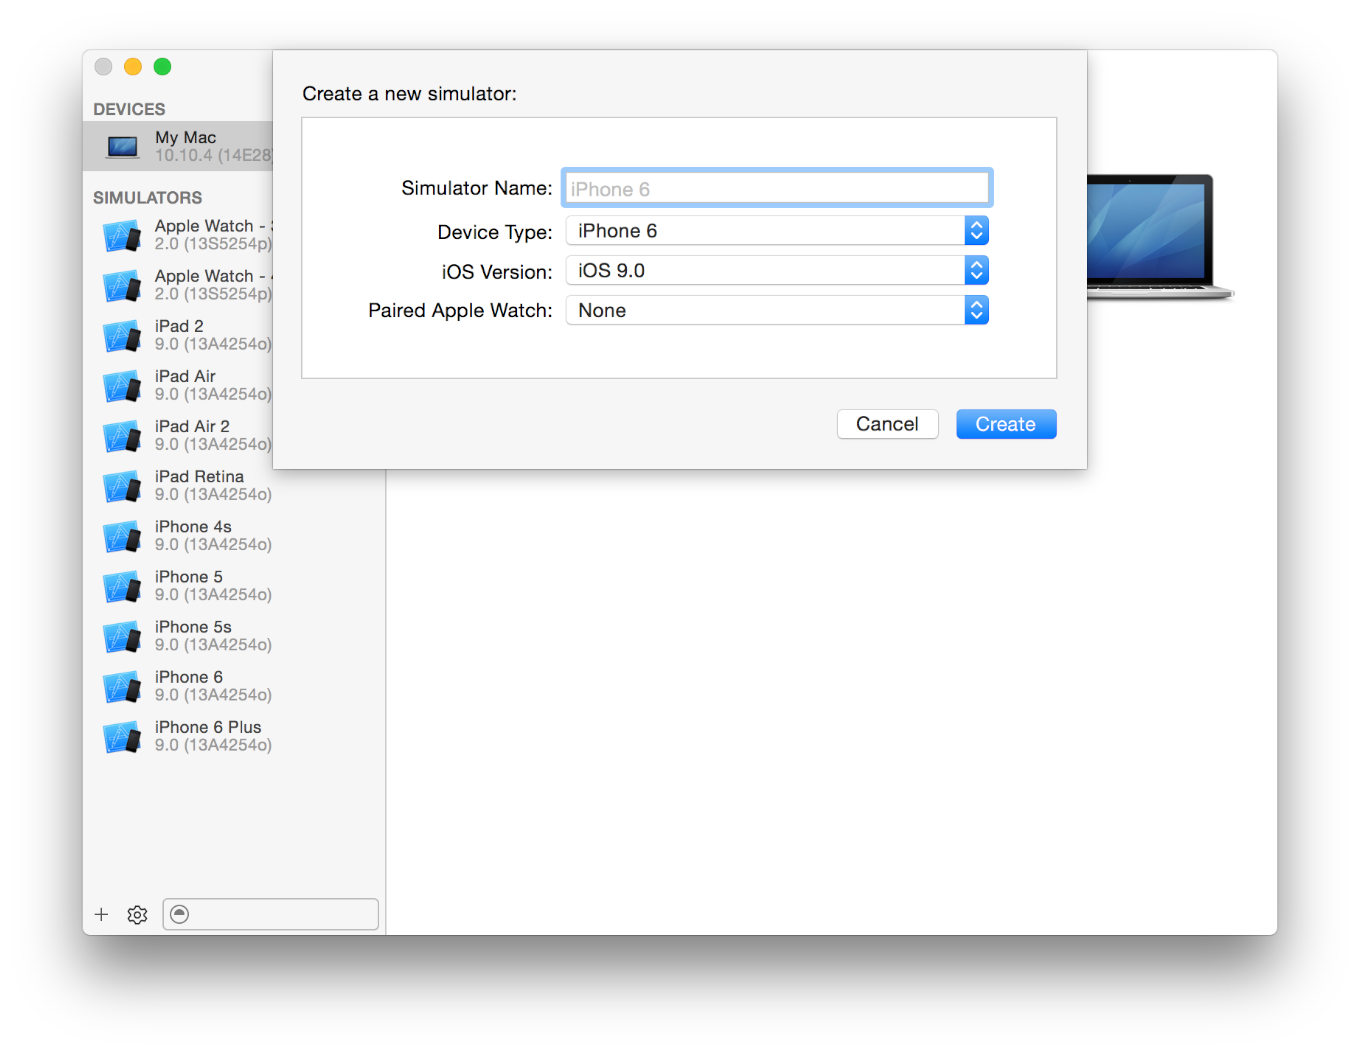 Create a new simulator:
Simulator Name: iPhone 6
Device Type: iPhone 6
iOS Version: iOS 9.0
Paired Apple Watch: None
Cancel Create
DEVICES
My Mac
10.10.4 (14E28
SIMULATORS
Apple Watch -
2.0 (13S5254p)
Apple Watch -
2.0 (13S5254p)
iPad 2
9.0 (13A4254o)
iPad Air
9.0 (13A4254o)
iPad Air 2
9.0 (13A4254o)
iPad Retina
9.0 (13A4254o)
iPhone 4s
9.0 (13A4254o)
iPhone 5
9.0 (13A4254o)
iPhone 5s
9.0 (13A4254o)
iPhone 6
9.0 (13A4254o)
iPhone 6 Plus
9.0 (13A4254o)